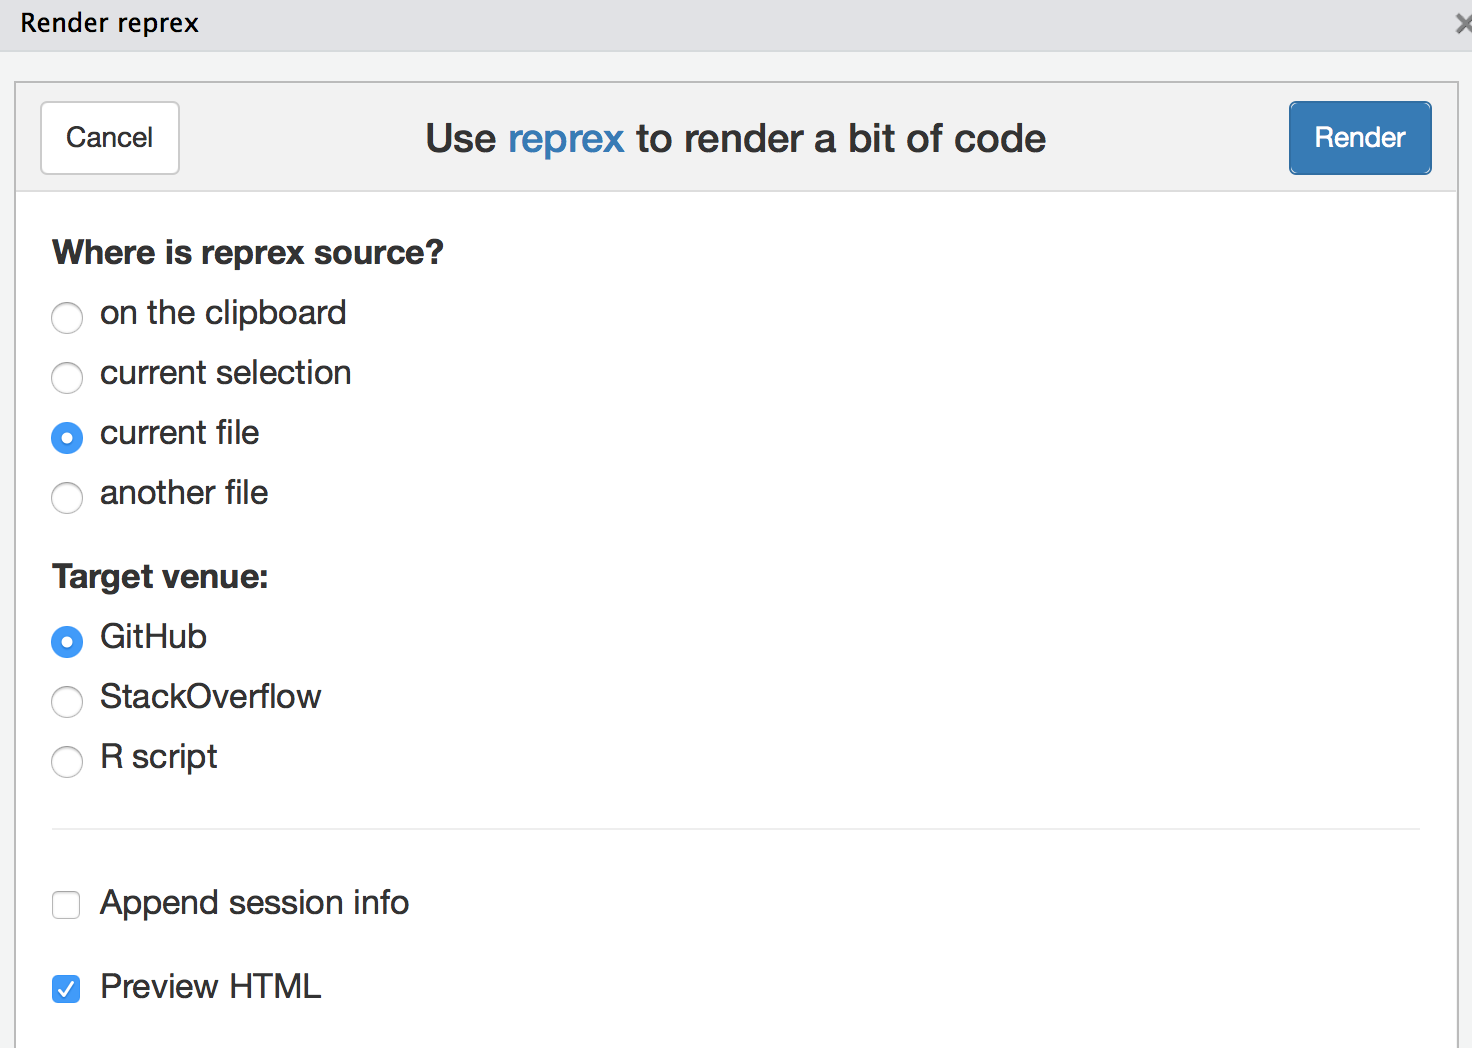 Render reprex
Cancel
Use reprex to render a bit of code
Render
Where is reprex source?
on the clipboard
current selection
current file
another file
Target venue:
GitHub
StackOverflow
R script
Append session info
Preview HTML